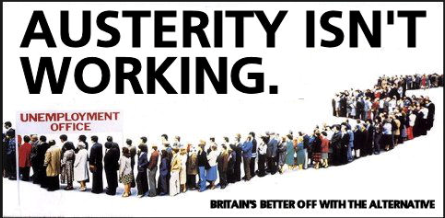 AUSTERITY ISN'T
WORKING.
UNEMPLOYMENT
OFFICE
BRITAIN'S BETTER OFF WITH THE ALTERNATIVE